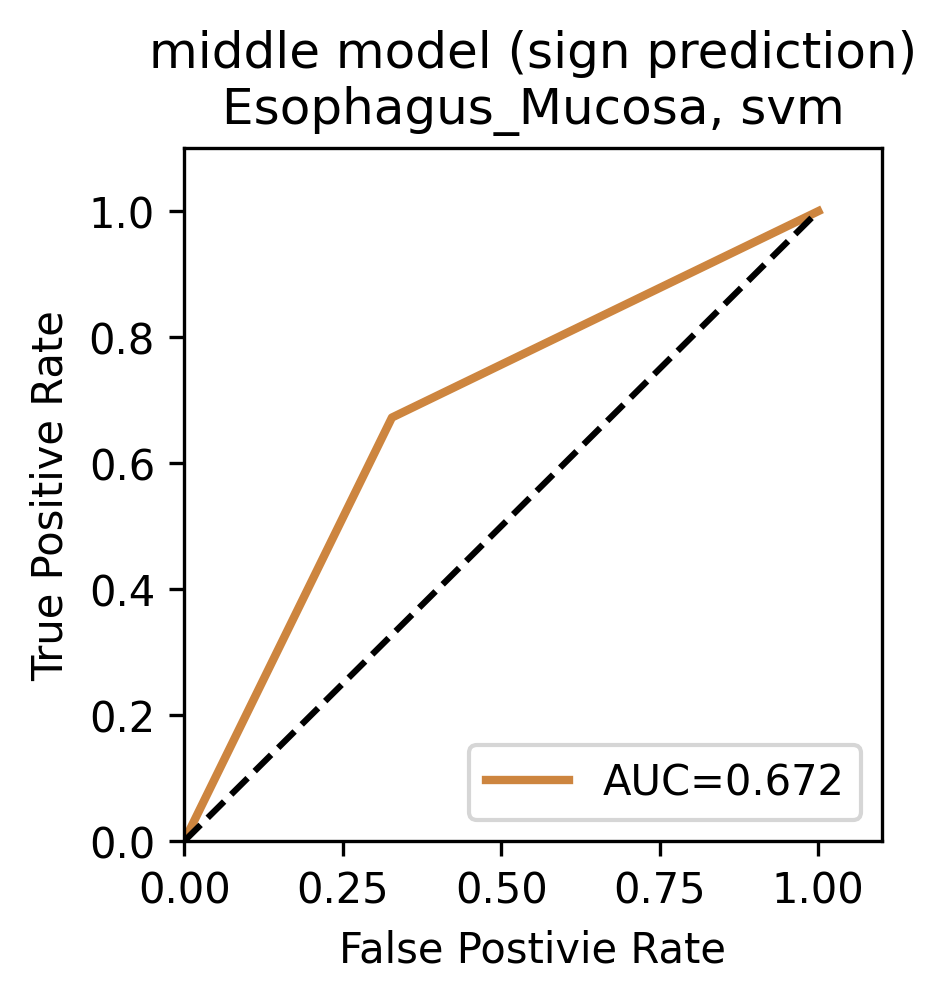 middle model (sign prediction)
Esophagus_Mucosa, svm
1.0
0.8
0.6
0.4
0.2
0.0
True Positive Rate
AUC=0.672
0.00 0.25 0.50 0.75 1.00
False Postivie Rate